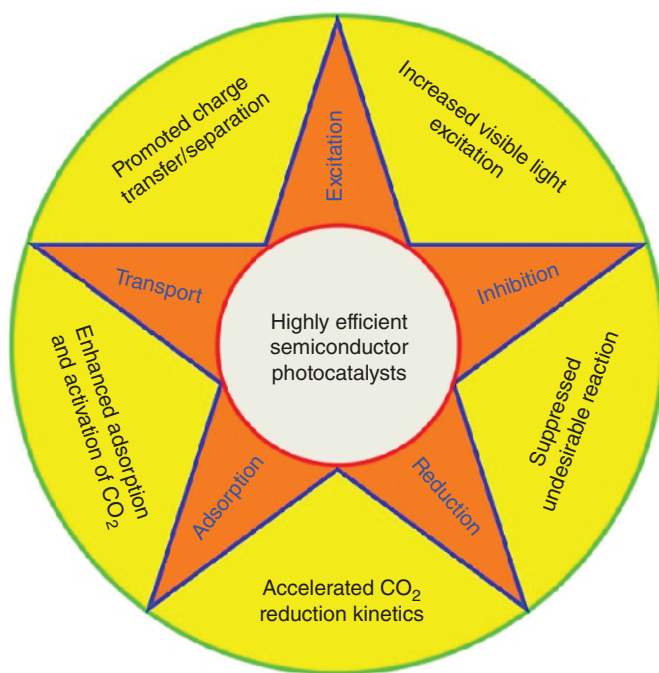 Promoted charge
transfer/separation
Excitation
Increased visible light
excitation
Transport
Inhibition
Highly efficient
semiconductor
photocatalysts
Enhanced adsorption
and activation of CO₂
Suppressed
undesirable reaction
Adsorption
Reduction
Accelerated CO₂
reduction kinetics